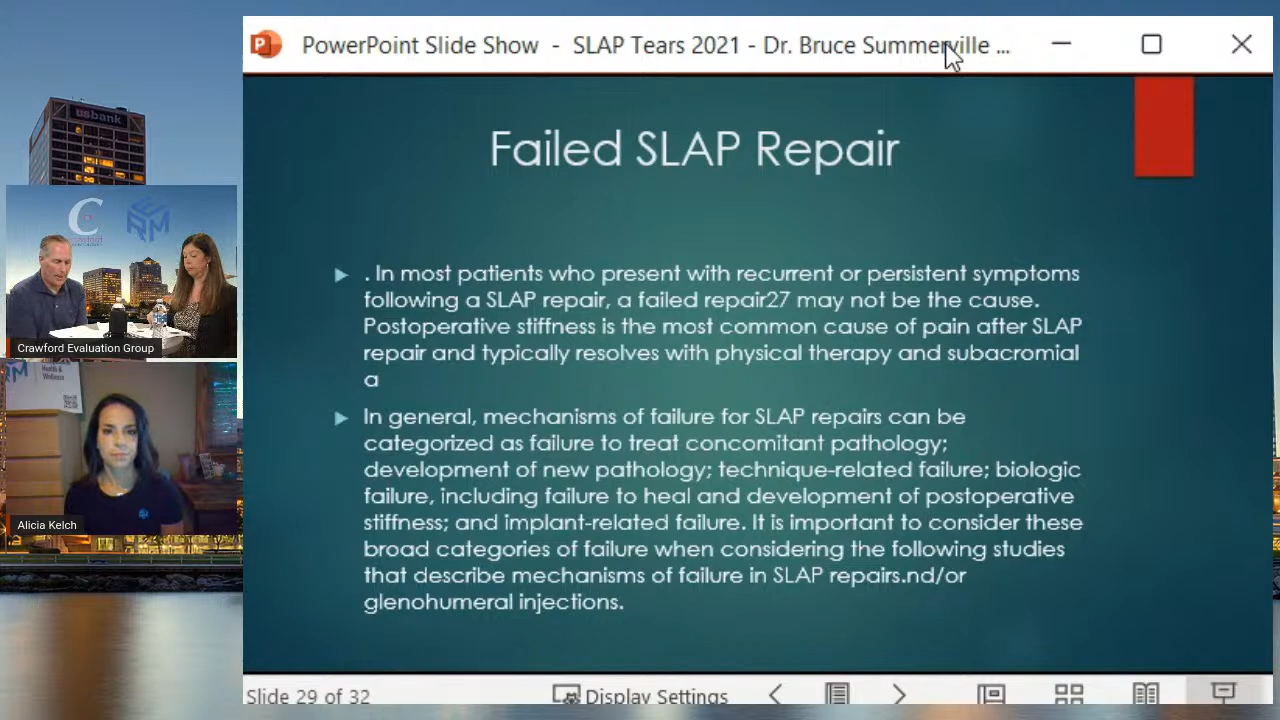 PowerPoint Slide Show - SLAP Tears 2021 - Dr. Bruce Summerville ...
usbank
Failed SLAP Repair
. In most patients who present with recurrent or persistent symptoms
following a SLAP repair, a failed repair27 may not be the cause.
Postoperative stiffness is the most common cause of pain after SLAP
repair and typically resolves with physical therapy and subacromial
a
In general, mechanisms of failure for SLAP repairs can be
categorized as failure to treat concomitant pathology;
development of new pathology; technique-related failure; biologic
failure, including failure to heal and development of postoperative
stiffness; and implant-related failure. It is important to consider these
broad categories of failure when considering the following studies
that describe mechanisms of failure in SLAP repairs.nd/or
glenohumeral injections.
Crawford Evaluation Group
Health &
Wellness
Alicia Kelch
Slide 29 of 32
Display Settings